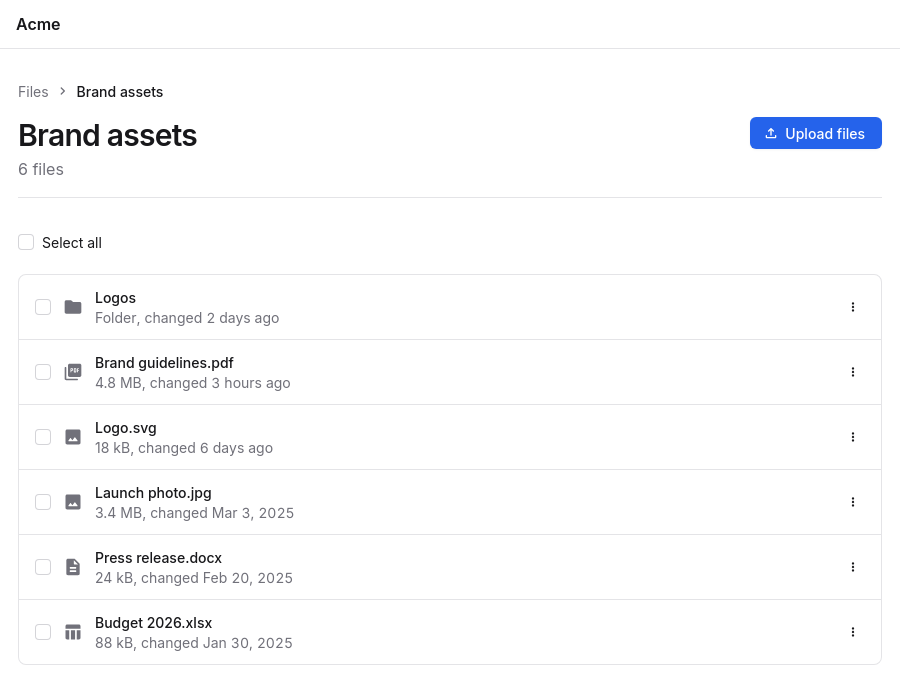 Acme
Files
Brand assets
Brand assets
Upload files
6 files
Select all
Logos
Folder, changed 2 days ago
PDF
Brand guidelines.pdf
4.8 MB, changed 3 hours ago
Logo.svg
18 kB, changed 6 days ago
Launch photo.jpg
3.4 MB, changed Mar 3, 2025
Press release.docx
24 kB, changed Feb 20, 2025
Budget 2026.xlsx
88 kB, changed Jan 30, 2025